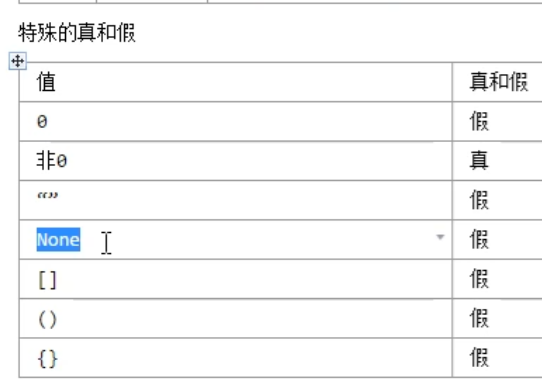 特殊的真和假
值 真和假
0 假
非0 真
“” 假
None 假
[] 假
() 假
{} 假